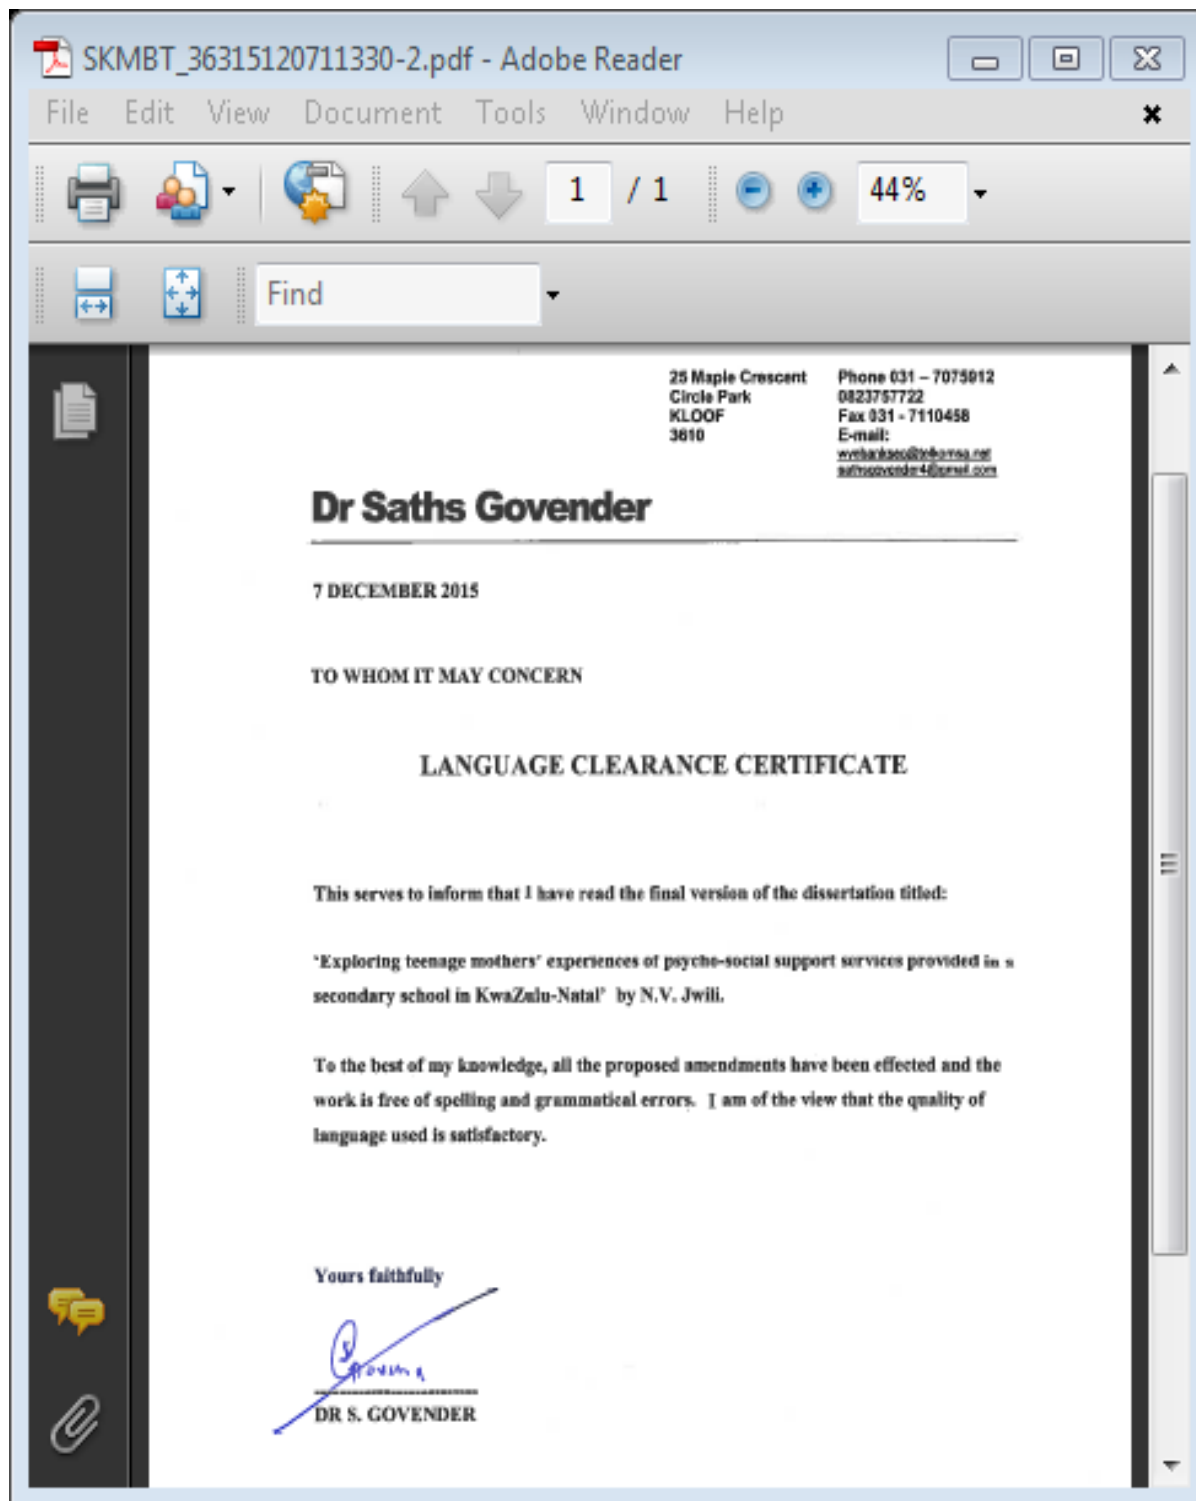 SKMBT_36315120711330-2.pdf - Adobe Reader
File Edit View Document Tools Window Help
1 / 1 44%
Find
25 Maple Crescent
Circle Park
KLOOF
3610
Phone 031 – 7075912
0823757722
Fax 031 - 7110458
E-mail:
sathsgovender4@gmail.com
Dr Saths Govender
7 DECEMBER 2015
TO WHOM IT MAY CONCERN
LANGUAGE CLEARANCE CERTIFICATE
This serves to inform that I have read the final version of the dissertation titled:
‘Exploring teenage mothers’ experiences of psycho-social support services provided in a
secondary school in KwaZulu-Natal’ by N.V. Jwili.
To the best of my knowledge, all the proposed amendments have been effected and the
work is free of spelling and grammatical errors. I am of the view that the quality of
language used is satisfactory.
Yours faithfully
DR S. GOVENDER